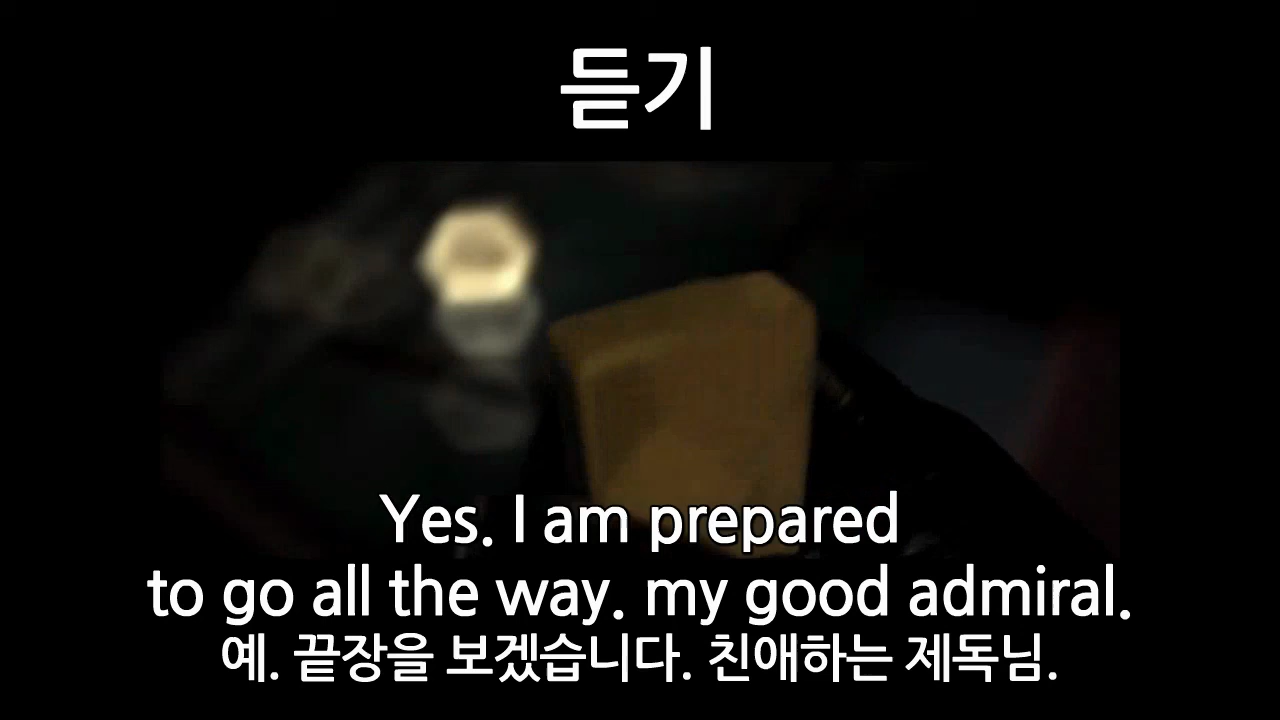 듣기
Yes. I am prepared
to go all the way. my good admiral.
예. 끝장을 보겠습니다. 친애하는 제독님.